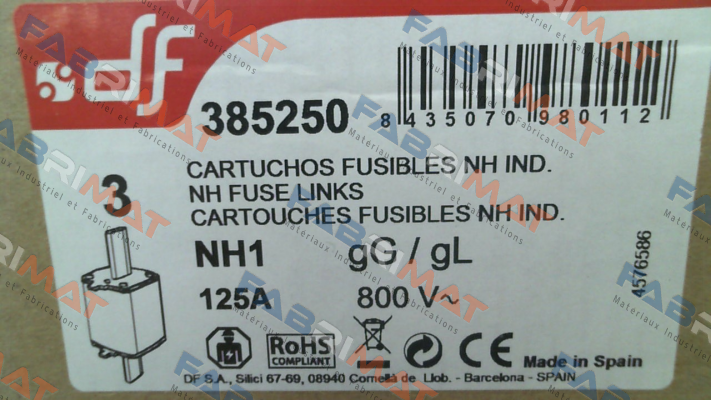 df
385250
8 435070 980112
CARTUCHOS FUSIBLES NH IND.
NH FUSE LINKS
CARTOUCHES FUSIBLES NH IND.
3
NH1 gG / gL
125A 800 V~
4576586
RoHS
COMPLIANT
CE Made in Spain
DF S.A., Silici 67-69, 08940 Cornellà de Llob. - Barcelona - SPAIN
FABRIMAT
Materiaux Industriel et Fabrications